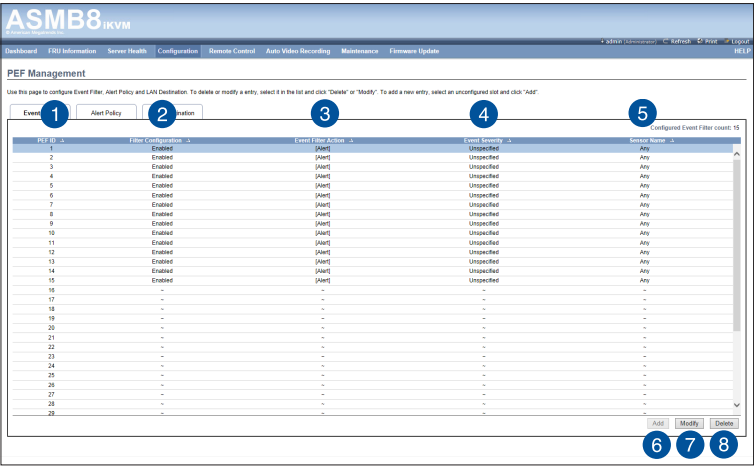 ASMB8 iKVM
© American Megatrends Inc.
admin (Administrator) Refresh Print Logout
Dashboard FRU Information Server Health Configuration Remote Control Auto Video Recording Maintenance Firmware Update HELP
PEF Management
Use this page to configure Event Filter, Alert Policy and LAN Destination. To delete or modify a entry, select it in the list and click "Delete" or "Modify". To add a new entry, select an unconfigured slot and click "Add".
1 2 3 4 5
Event Alert Policy
Configured Event Filter count: 15
PEF ID Filter Configuration Event Filter Action Event Severity Sensor Name
1 Enabled [Alert] Unspecified Any
2 Enabled [Alert] Unspecified Any
3 Enabled [Alert] Unspecified Any
4 Enabled [Alert] Unspecified Any
5 Enabled [Alert] Unspecified Any
6 Enabled [Alert] Unspecified Any
7 Enabled [Alert] Unspecified Any
8 Enabled [Alert] Unspecified Any
9 Enabled [Alert] Unspecified Any
10 Enabled [Alert] Unspecified Any
11 Enabled [Alert] Unspecified Any
12 Enabled [Alert] Unspecified Any
13 Enabled [Alert] Unspecified Any
14 Enabled [Alert] Unspecified Any
15 Enabled [Alert] Unspecified Any
16 ~ ~ ~ ~
17 ~ ~ ~ ~
18 ~ ~ ~ ~
19 ~ ~ ~ ~
20 ~ ~ ~ ~
21 ~ ~ ~ ~
22 ~ ~ ~ ~
23 ~ ~ ~ ~
24 ~ ~ ~ ~
25 ~ ~ ~ ~
26 ~ ~ ~ ~
27 ~ ~ ~ ~
28 ~ ~ ~ ~
29 ~ ~ ~ ~
Add Modify Delete
6 7 8